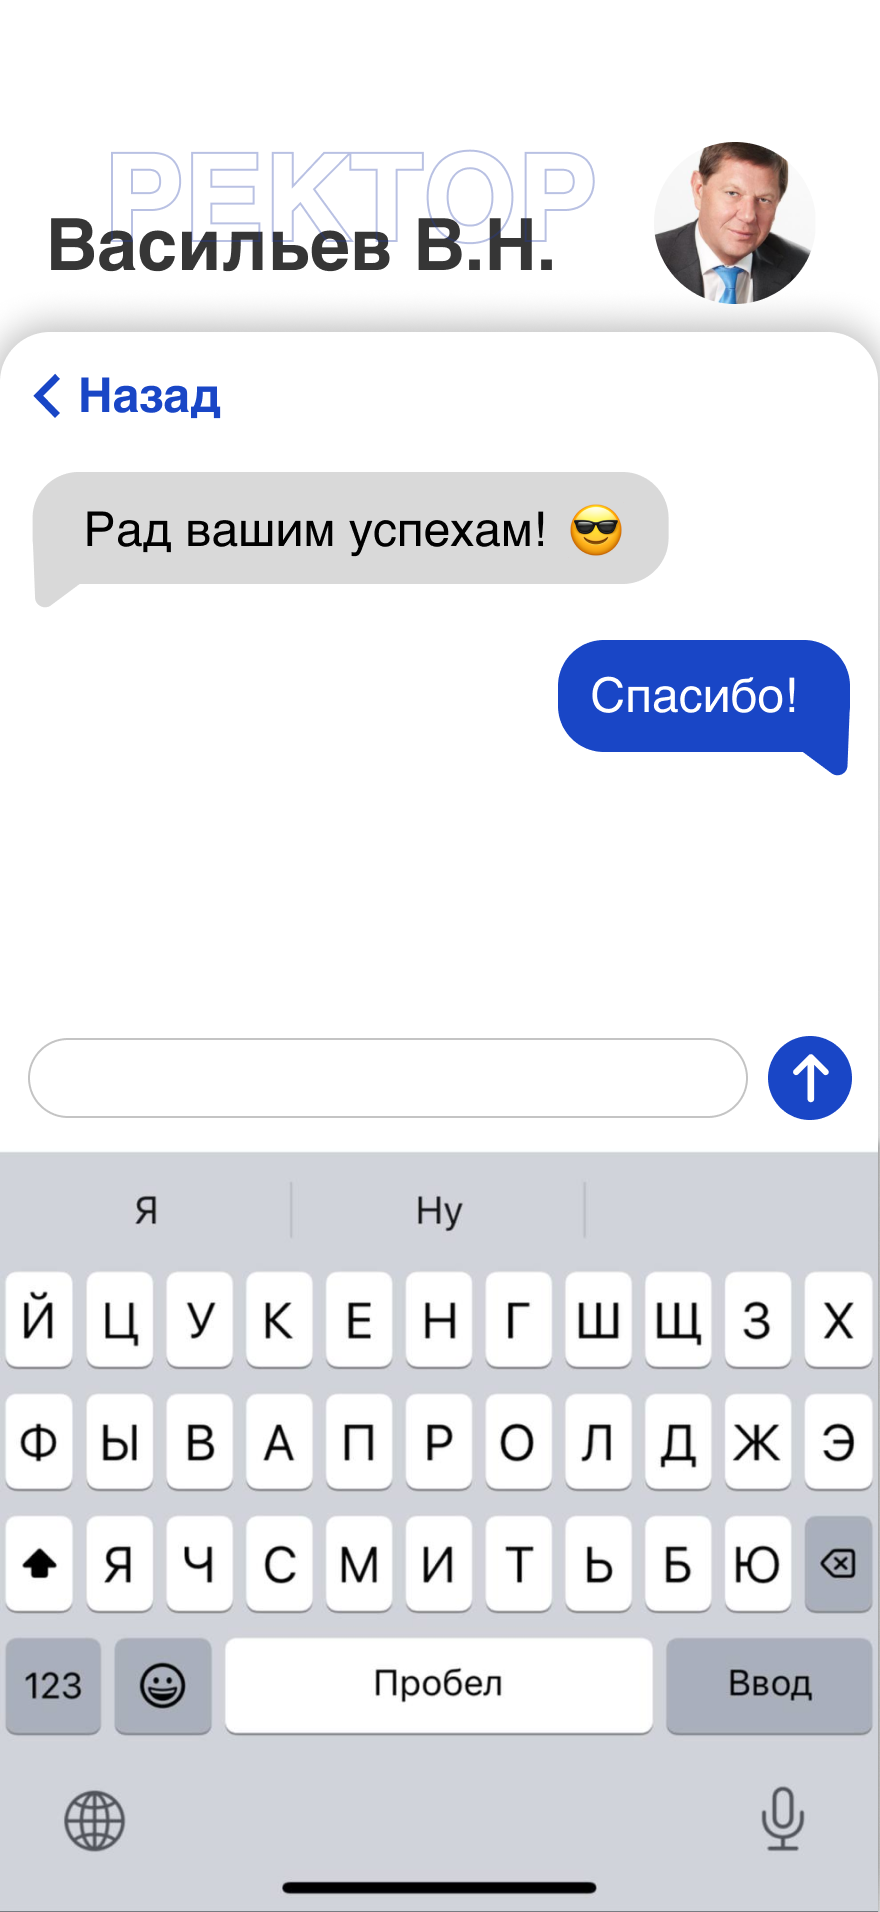 РЕКТОР
Васильев В.Н.
Назад
Рад вашим успехам! 😎
Спасибо!
Я Ну
Й Ц У К Е Н Г Ш Щ З Х
Ф Ы В А П Р О Л Д Ж Э
Я Ч С М И Т Ь Б Ю
123 Пробел Ввод